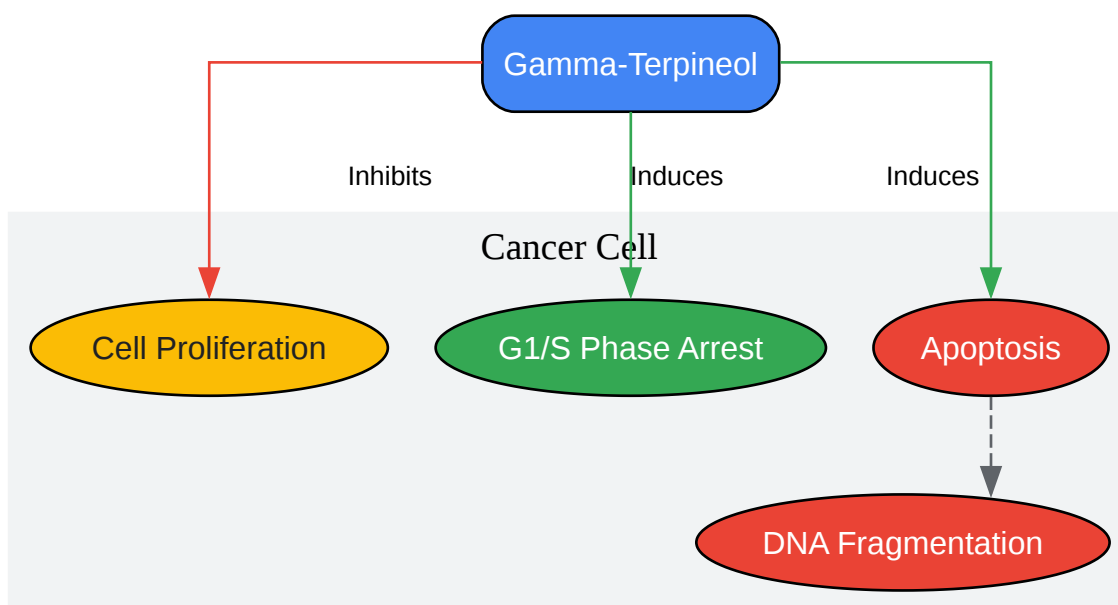 Gamma-Terpineol
Inhibits
Induces
Induces
Cancer Cell
Cell Proliferation
G1/S Phase Arrest
Apoptosis
DNA Fragmentation